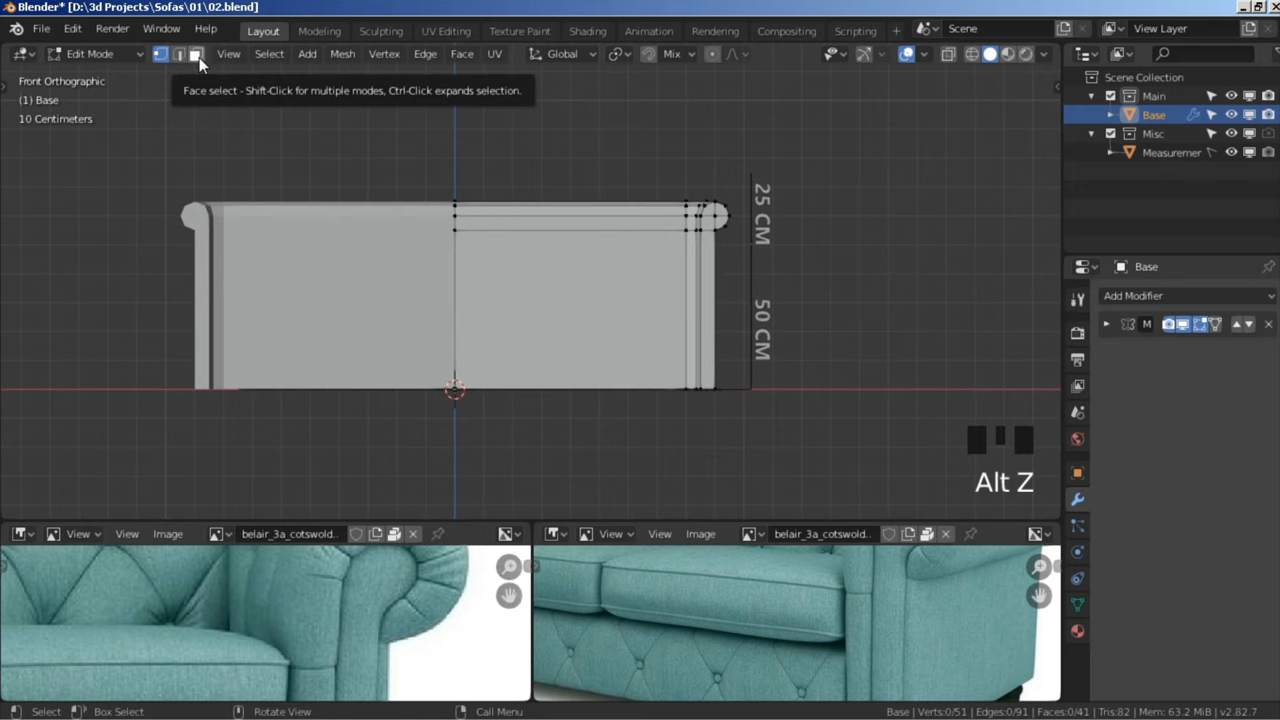 Blender* [D:\3d Projects\Sofas\01\02.blend]
File Edit Render Window Help Layout Modeling Sculpting UV Editing Texture Paint Shading Animation Rendering Compositing Scripting + Scene View Layer
Edit Mode View Select Add Mesh Vertex Edge Face UV Global Mix
Face select - Shift-Click for multiple modes, Ctrl-Click expands selection.
Front Orthographic
(1) Base
10 Centimeters
Scene Collection
Main
Base
Misc
Measuremer
25 CM
50 CM
Base
Add Modifier
M
Alt Z
View View Image belair_3a_cotswold..
View View Image belair_3a_cotswold..
Select Box Select Rotate View Call Menu Base | Verts:0/51 | Edges:0/91 | Faces:0/41 | Tris:82 | Mem: 63.2 MiB | v2.82.7